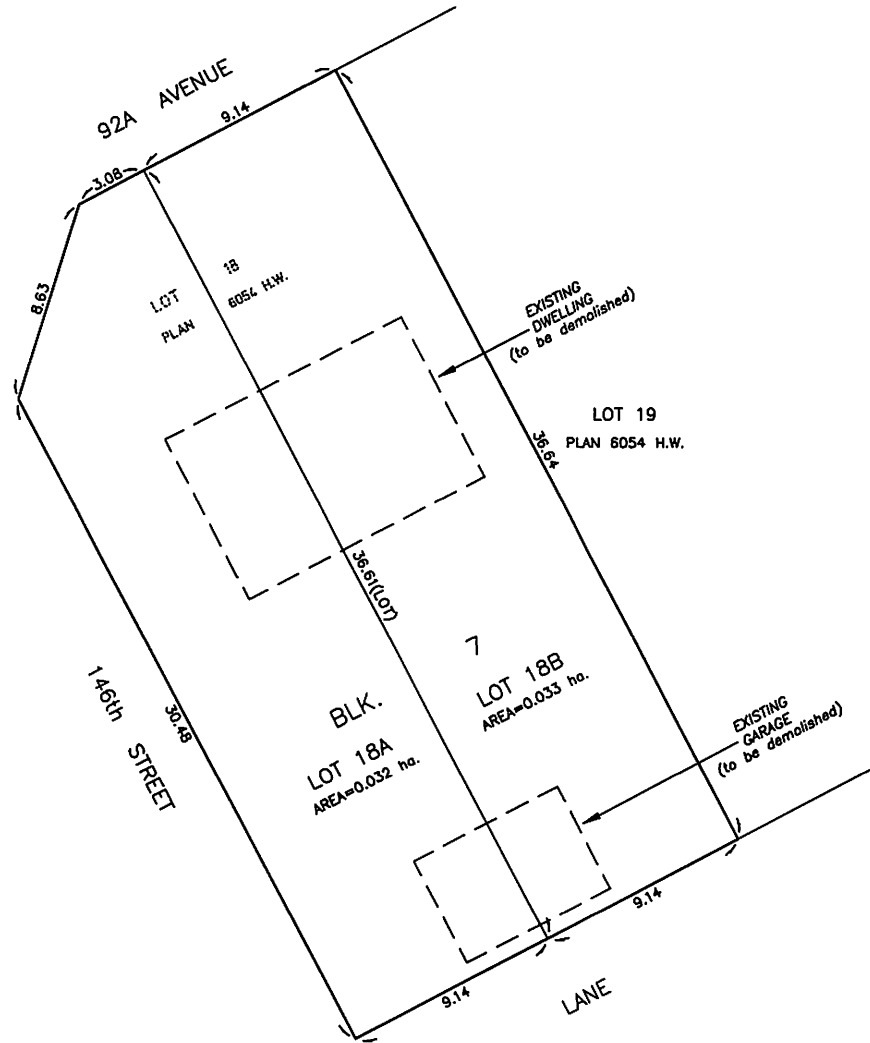 92A AVENUE
9.14
3.08
8.63
LOT 18
PLAN 6054 H.W.
EXISTING
DWELLING
(to be demolished)
LOT 19
PLAN 6054 H.W.
36.64
36.61(LOT)
146th STREET
30.48
BLK. 7
LOT 18B
AREA=0.033 ha.
LOT 18A
AREA=0.032 ha.
EXISTING
GARAGE
(to be demolished)
9.14
9.14
LANE